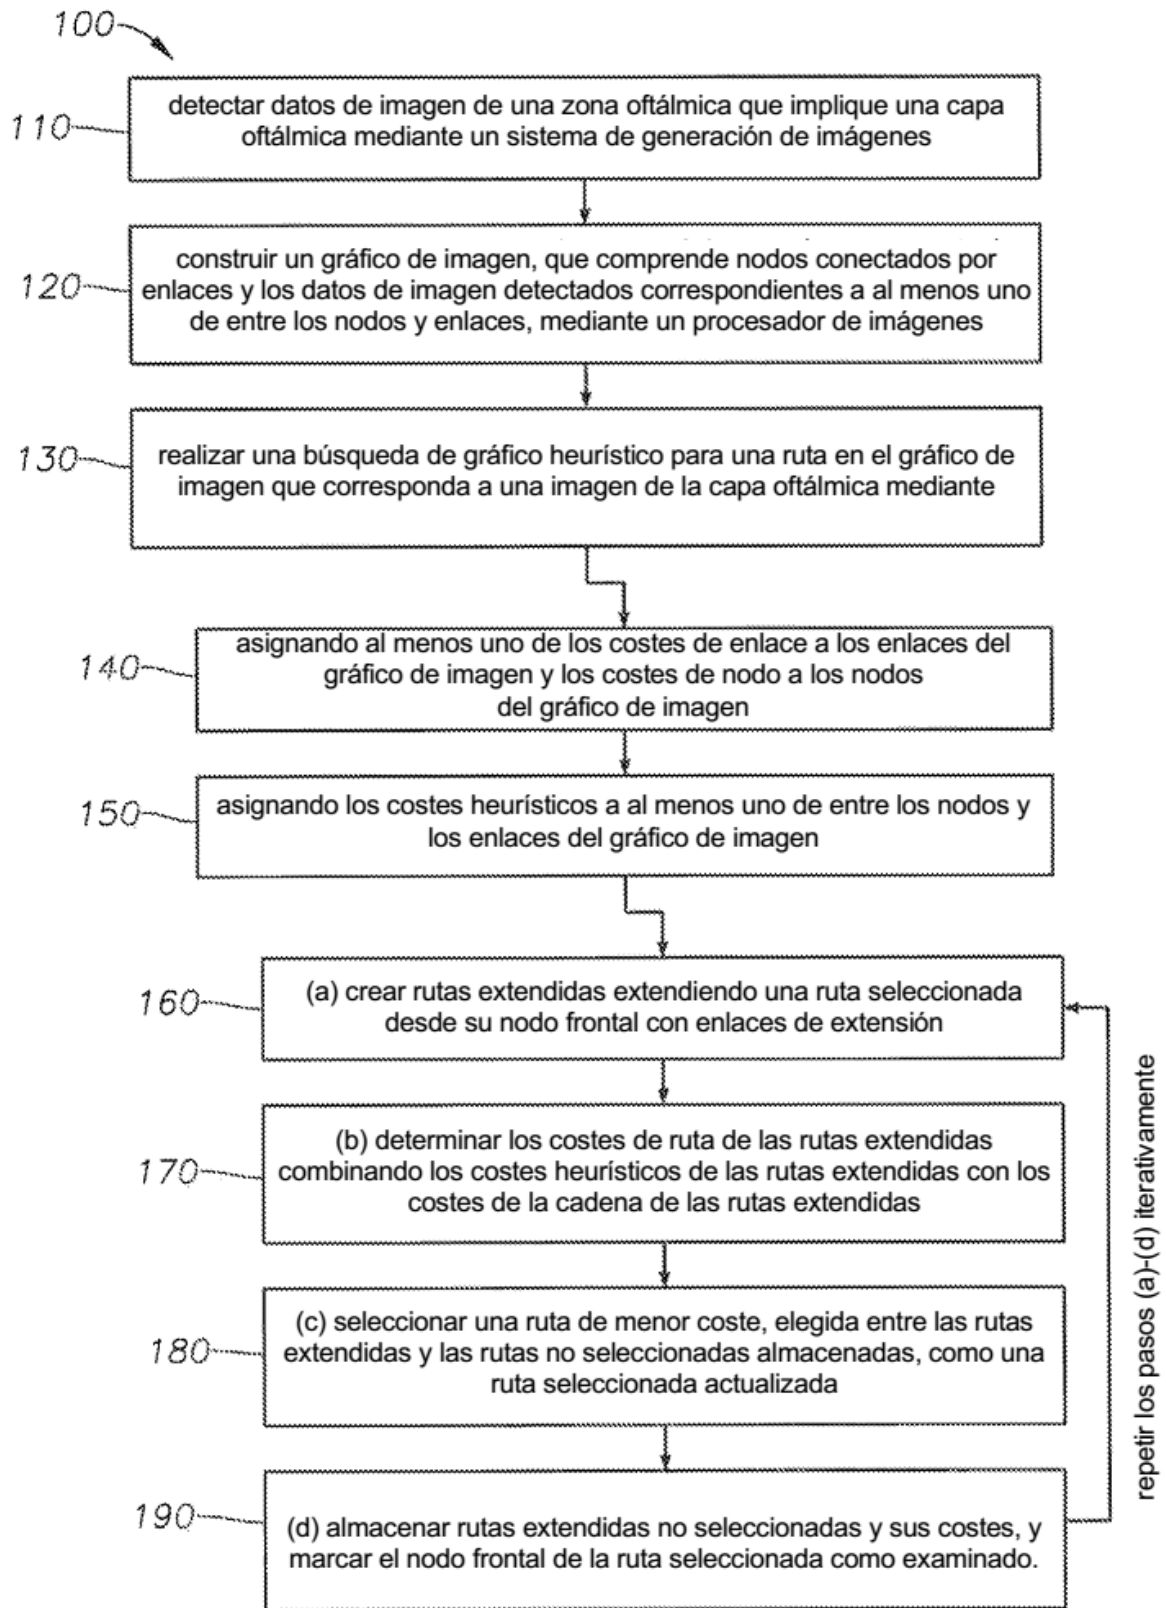 100
110
detectar datos de imagen de una zona oftálmica que implique una capa
oftálmica mediante un sistema de generación de imágenes
120
construir un gráfico de imagen, que comprende nodos conectados por
enlaces y los datos de imagen detectados correspondientes a al menos uno
de entre los nodos y enlaces, mediante un procesador de imágenes
130
realizar una búsqueda de gráfico heurístico para una ruta en el gráfico de
imagen que corresponda a una imagen de la capa oftálmica mediante
140
asignando al menos uno de los costes de enlace a los enlaces del
gráfico de imagen y los costes de nodo a los nodos
del gráfico de imagen
150
asignando los costes heurísticos a al menos uno de entre los nodos y
los enlaces del gráfico de imagen
160
(a) crear rutas extendidas extendiendo una ruta seleccionada
desde su nodo frontal con enlaces de extensión
170
(b) determinar los costes de ruta de las rutas extendidas
combinando los costes heurísticos de las rutas extendidas con los
costes de la cadena de las rutas extendidas
180
(c) seleccionar una ruta de menor coste, elegida entre las rutas
extendidas y las rutas no seleccionadas almacenadas, como una
ruta seleccionada actualizada
190
(d) almacenar rutas extendidas no seleccionadas y sus costes, y
marcar el nodo frontal de la ruta seleccionada como examinado.
repetir los pasos (a)-(d) iterativamente